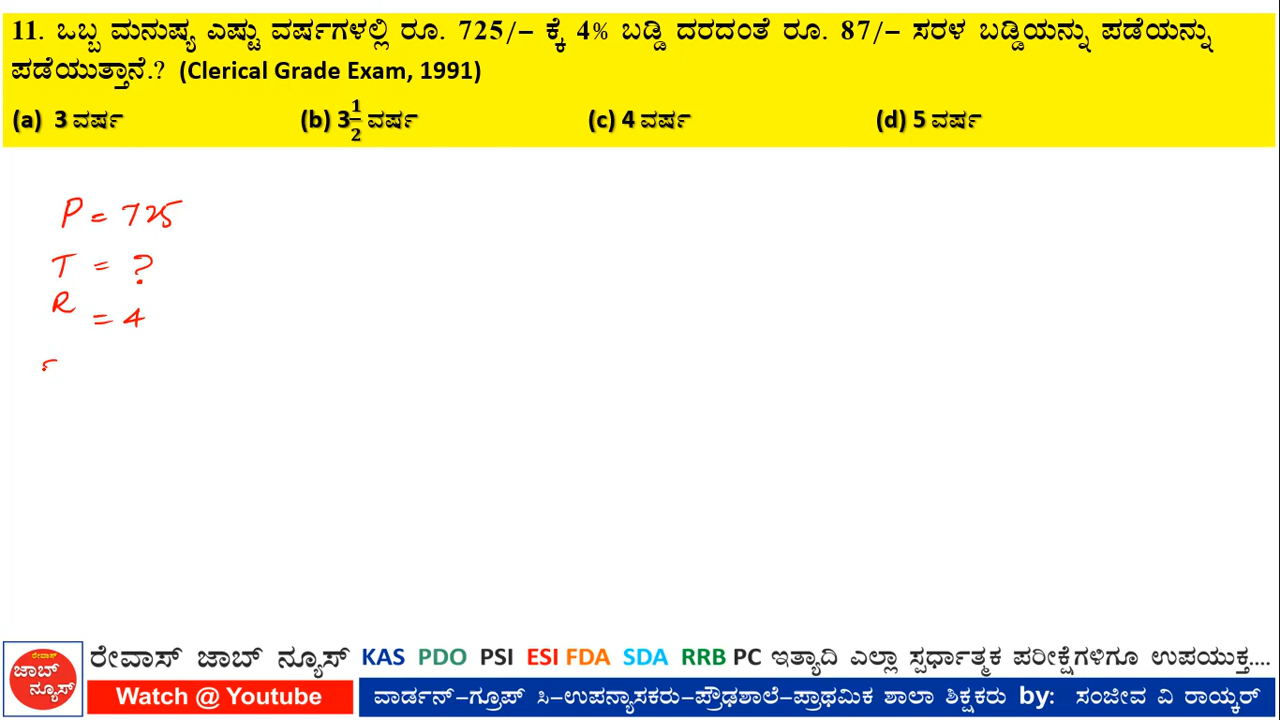 11. ಒಬ್ಬ ಮನುಷ್ಯ ಎಷ್ಟು ವರ್ಷಗಳಲ್ಲಿ ರೂ. 725/– ಕ್ಕೆ 4% ಬಡ್ಡಿ ದರದಂತೆ ರೂ. 87/– ಸರಳ ಬಡ್ಡಿಯನ್ನು ಪಡೆಯನ್ನು
ಪಡೆಯುತ್ತಾನೆ.? (Clerical Grade Exam, 1991)
(a) 3 ವರ್ಷ (b) 3 1/2 ವರ್ಷ (c) 4 ವರ್ಷ (d) 5 ವರ್ಷ
P = 725
T = ?
R = 4
ರೇವಾಸ್
ಜಾಬ್
ನ್ಯೂಸ್
ರೇವಾಸ್ ಜಾಬ್ ನ್ಯೂಸ್ KAS PDO PSI ESI FDA SDA RRB PC ಇತ್ಯಾದಿ ಎಲ್ಲಾ ಸ್ಪರ್ಧಾತ್ಮಕ ಪರೀಕ್ಷೆಗಳಿಗೂ ಉಪಯುಕ್ತ....
Watch @ Youtube ವಾರ್ಡನ್–ಗ್ರೂಪ್ ಸಿ–ಉಪನ್ಯಾಸಕರು–ಪ್ರೌಢಶಾಲೆ–ಪ್ರಾಥಮಿಕ ಶಾಲಾ ಶಿಕ್ಷಕರು by: ಸಂಜೀವ ವಿ ರಾಯ್ಕರ್